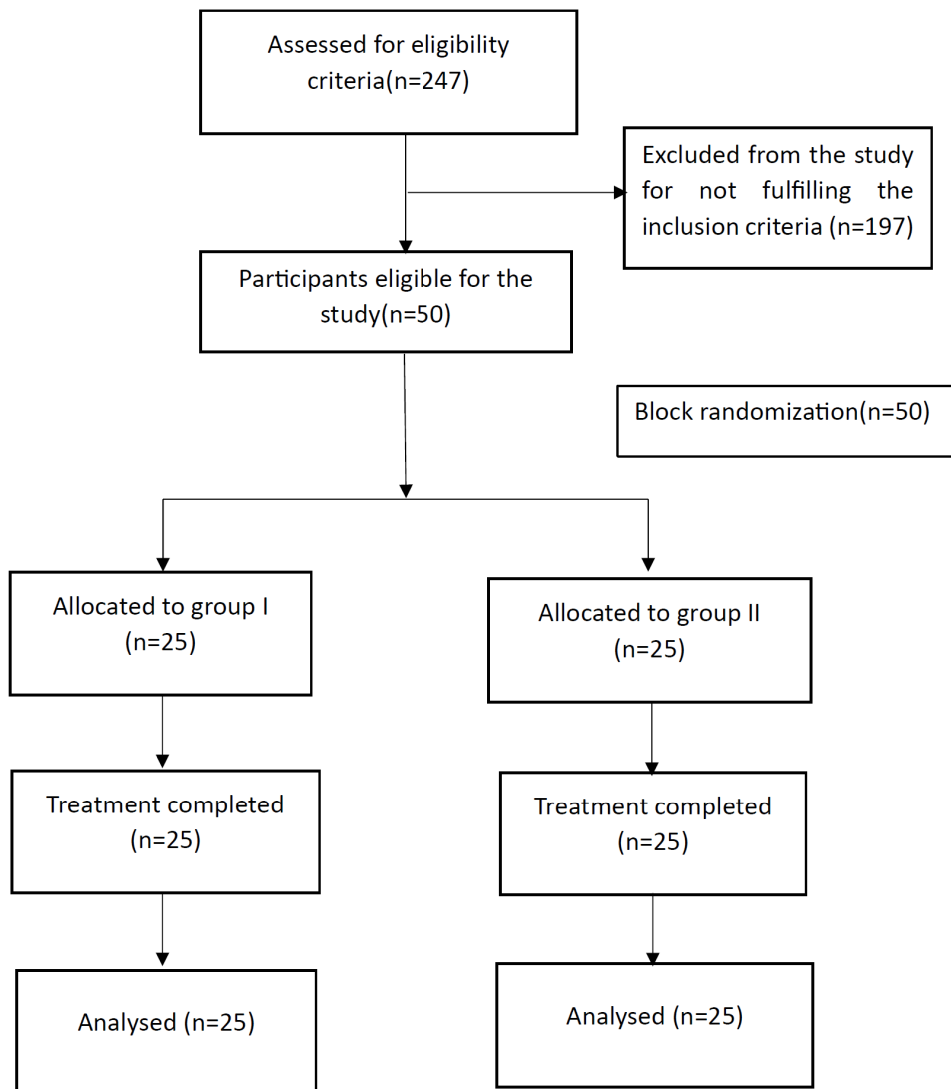 Assessed for eligibility
criteria(n=247)
Excluded from the study
for not fulfilling the
inclusion criteria (n=197)
Participants eligible for the
study(n=50)
Block randomization(n=50)
Allocated to group I
(n=25)
Allocated to group II
(n=25)
Treatment completed
(n=25)
Treatment completed
(n=25)
Analysed (n=25)
Analysed (n=25)